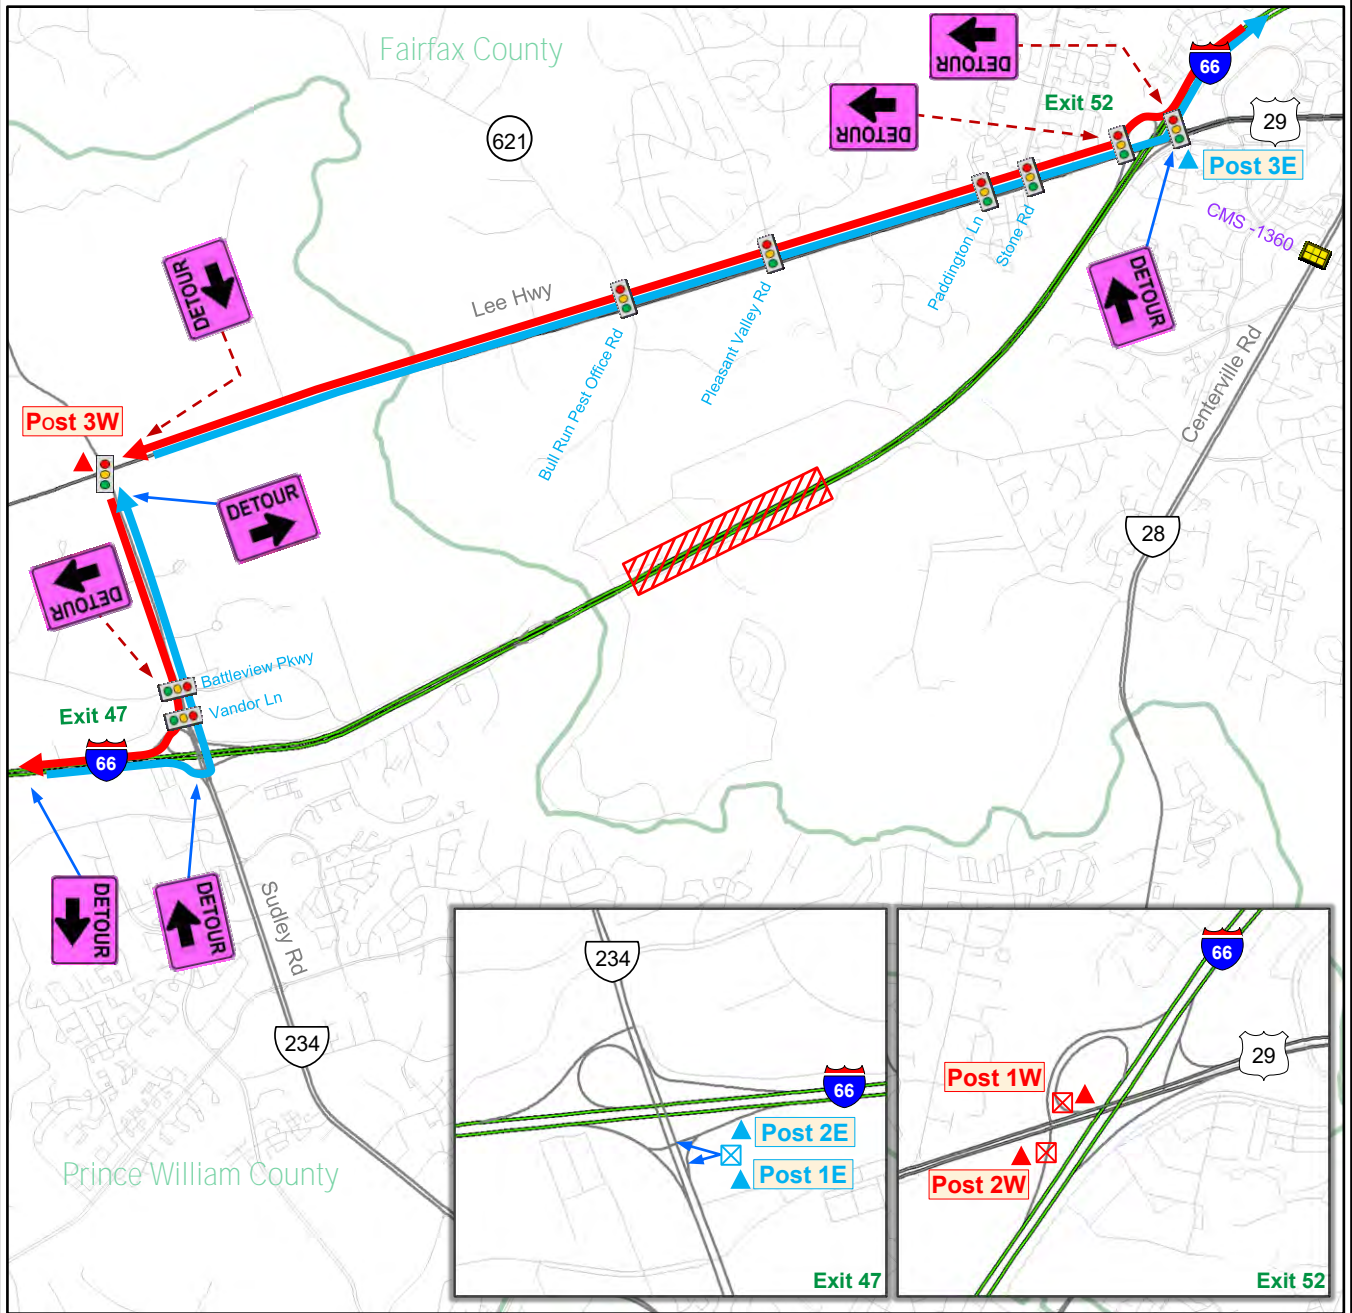 Fairfax County
DETOUR
66
Exit 52
DETOUR
29
621
Post 3E
CMS -1360
Paddington Ln
Stone Rd
DETOUR
DETOUR
Lee Hwy
Pleasant Valley Rd
Bull Run Pest Office Rd
Centerville Rd
Post 3W
DETOUR
28
DETOUR
Battleview Pkwy
Vandor Ln
Exit 47
66
DETOUR
DETOUR
Sudley Rd
234
Prince William County
234
66
Post 2E
Post 1E
Exit 47
66
29
Post 1W
Post 2W
Exit 52